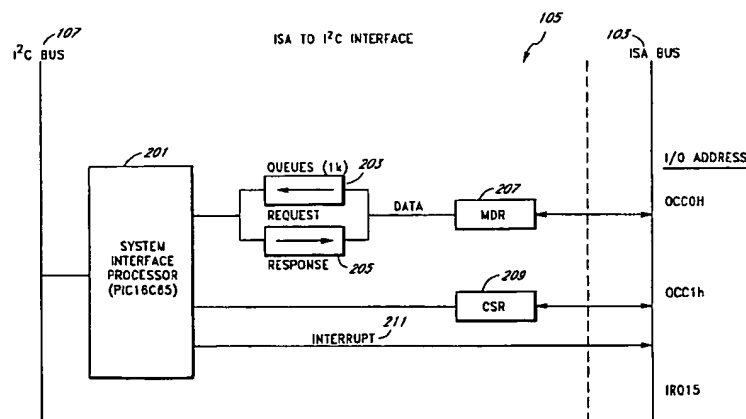 107
I²C BUS
ISA TO I²C INTERFACE
105
103
ISA BUS
I/O ADDRESS
201
QUEUES (1k)
203
REQUEST
DATA
207
MDR
OCC0H
RESPONSE
205
SYSTEM
INTERFACE
PROCESSOR
(PIC16C65)
209
CSR
OCC1h
INTERRUPT
211
IRQ15